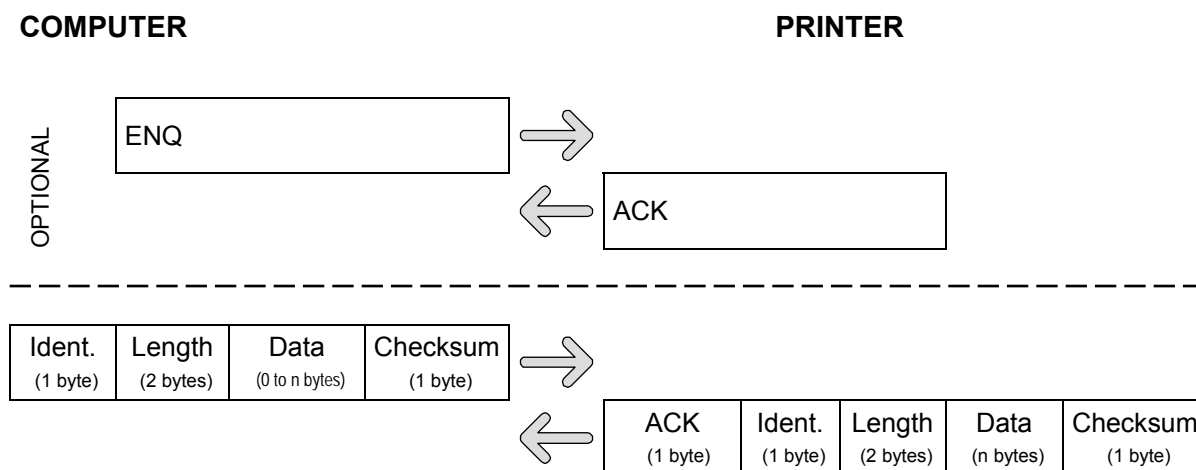 COMPUTER PRINTER
OPTIONAL
ENQ
ACK
Ident. Length Data Checksum
(1 byte) (2 bytes) (0 to n bytes) (1 byte)
ACK Ident. Length Data Checksum
(1 byte) (1 byte) (2 bytes) (n bytes) (1 byte)